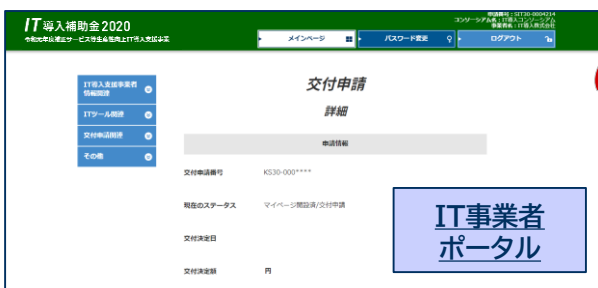 IT導入補助金2020
令和元年度補正サービス等生産性向上IT導入支援事業
申請番号：SIT30-0004214
コンソーシアム名：IT導入コンソーシアム
事業者名：IT導入株式会社
メインページ
パスワード変更
ログアウト
IT導入支援事業者
情報関連
ITツール関連
交付申請関連
その他
交付申請
詳細
申請情報
交付申請番号 KS30-000****
現在のステータス マイページ開設済/交付申請
交付決定日
交付決定額 円
IT事業者
ポータル